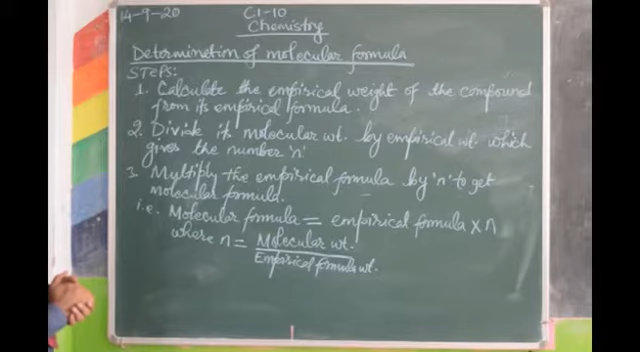 14-9-20 Cl-10
Chemistry
Determination of molecular formula
STEPS:
1. Calculate the empirical weight of the compound
from its empirical formula.
2. Divide its molecular wt. by empirical wt. which
gives the number 'n'
3. Multiply the empirical formula by 'n' to get
molecular formula.
i.e. Molecular formula = empirical formula × n
where n = Molecular wt.
Empirical formula wt.